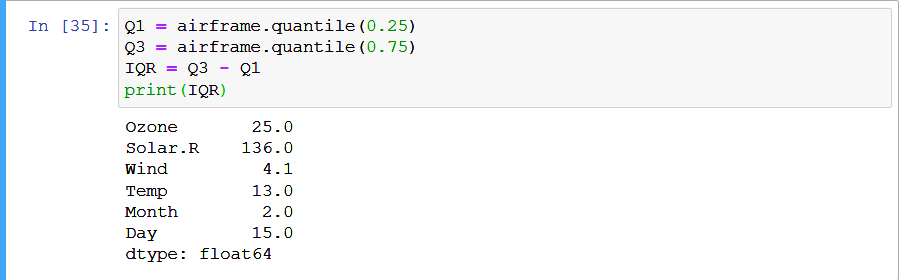 In [35]: Q1 = airframe.quantile(0.25)
Q3 = airframe.quantile(0.75)
IQR = Q3 - Q1
print(IQR)
Ozone 25.0
Solar.R 136.0
Wind 4.1
Temp 13.0
Month 2.0
Day 15.0
dtype: float64